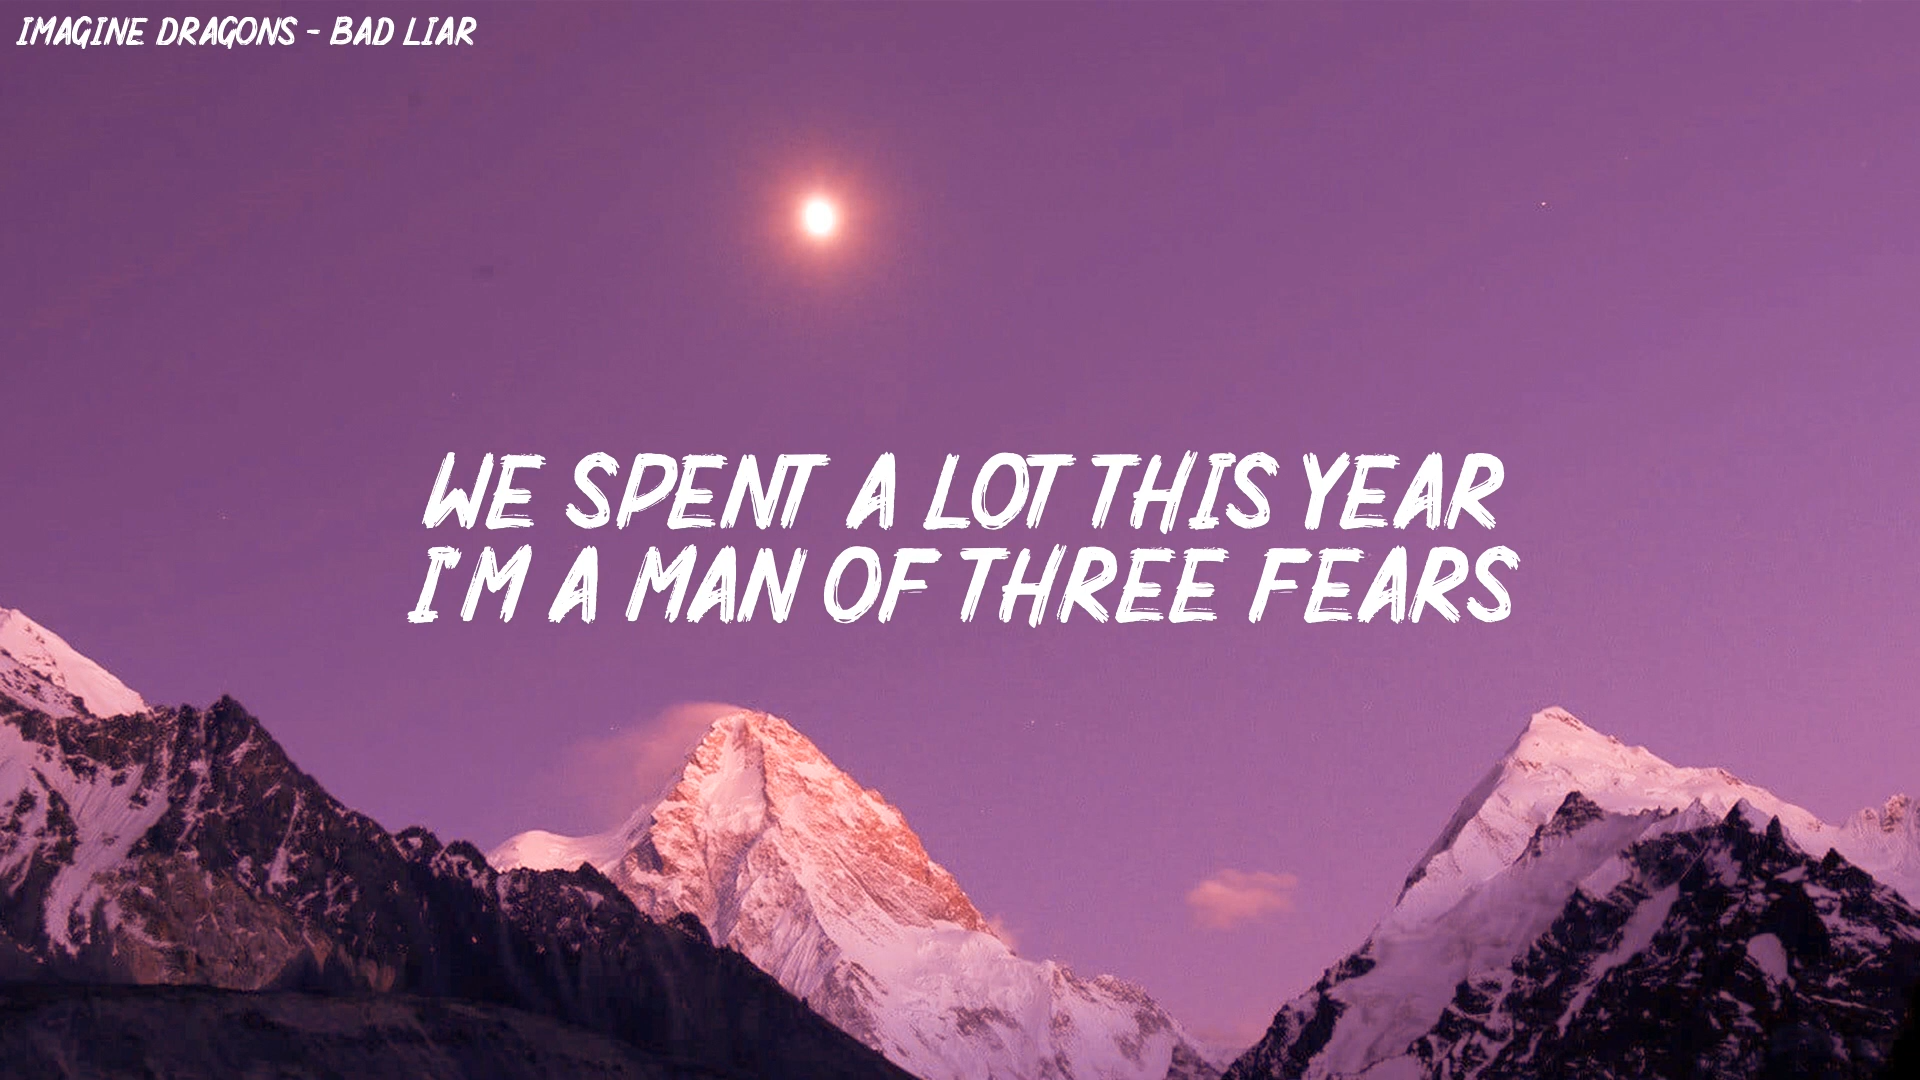 IMAGINE DRAGONS - BAD LIAR
WE SPENT A LOT THIS YEAR
I'M A MAN OF THREE FEARS